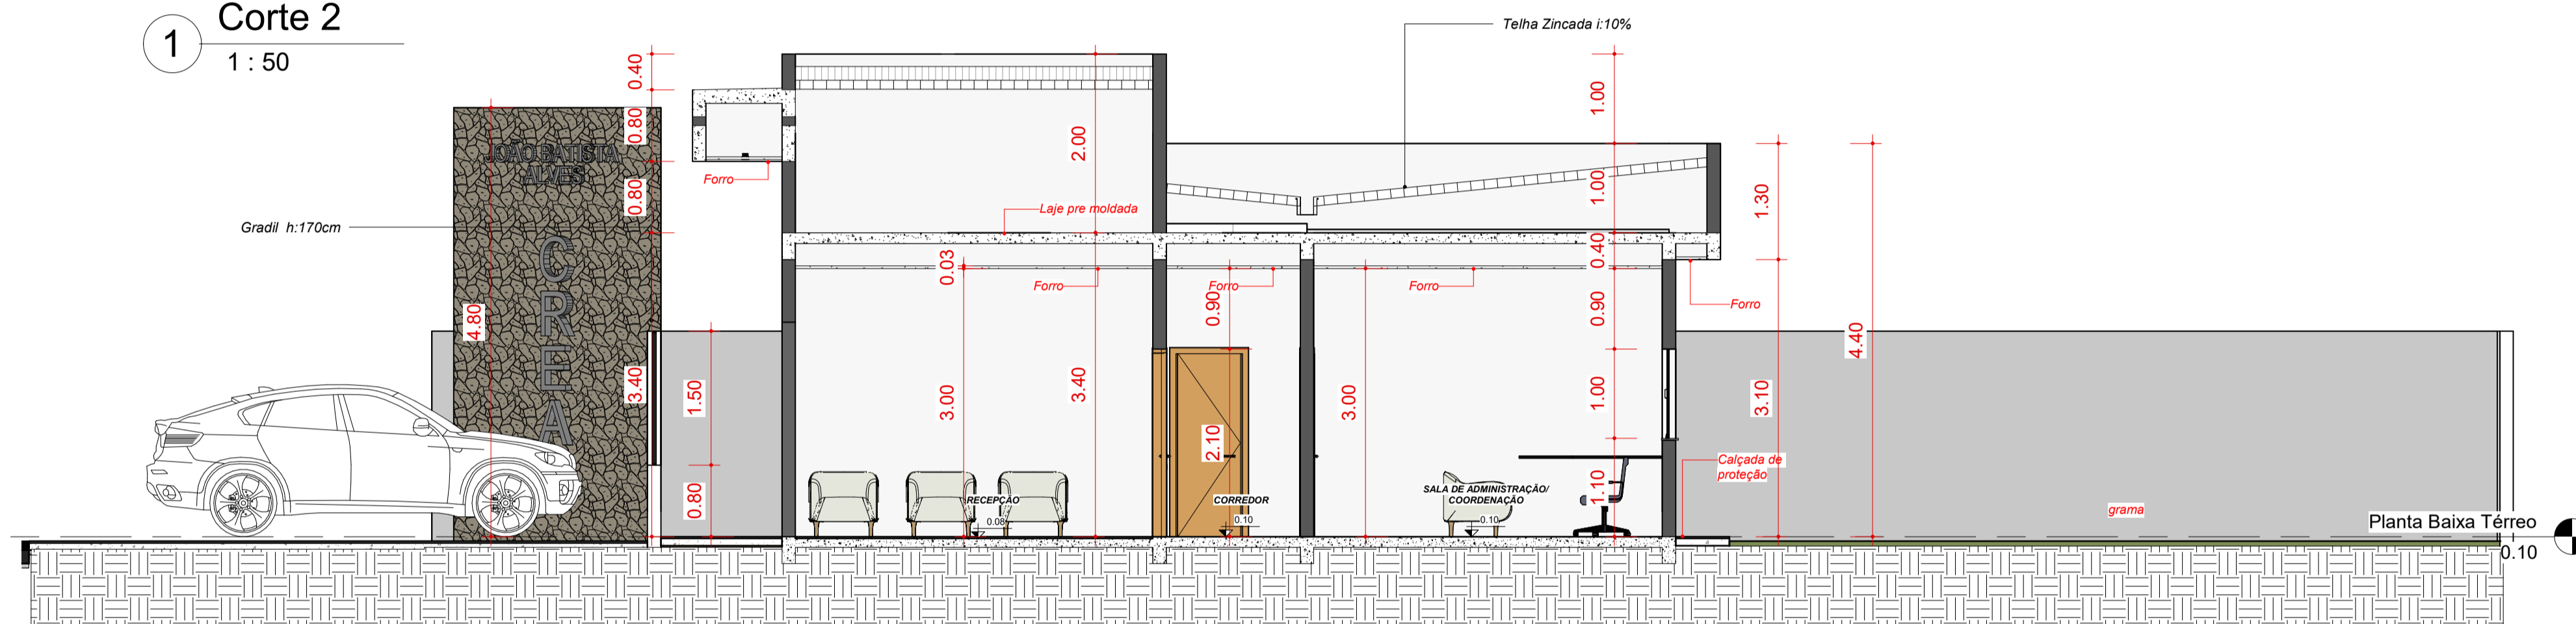 Corte 2
1
1 : 50
Telha Zincada i:10%
0.40
1.00
0.80
2.00
JOÃO BATISTA
ALVES
Forro
0.80
1.00
1.30
Laje pre moldada
Gradil h:170cm
CREA
0.03
0.40
Forro
Forro
Forro
Forro
4.80
0.90
0.90
4.40
3.40
1.50
3.00
3.40
3.00
1.00
3.10
2.10
Calçada de
proteção
0.80
RECEPÇÃO
0.08
CORREDOR
0.10
SALA DE ADMINISTRAÇÃO/
COORDENAÇÃO
0.10
1.10
grama
Planta Baixa Térreo
0.10